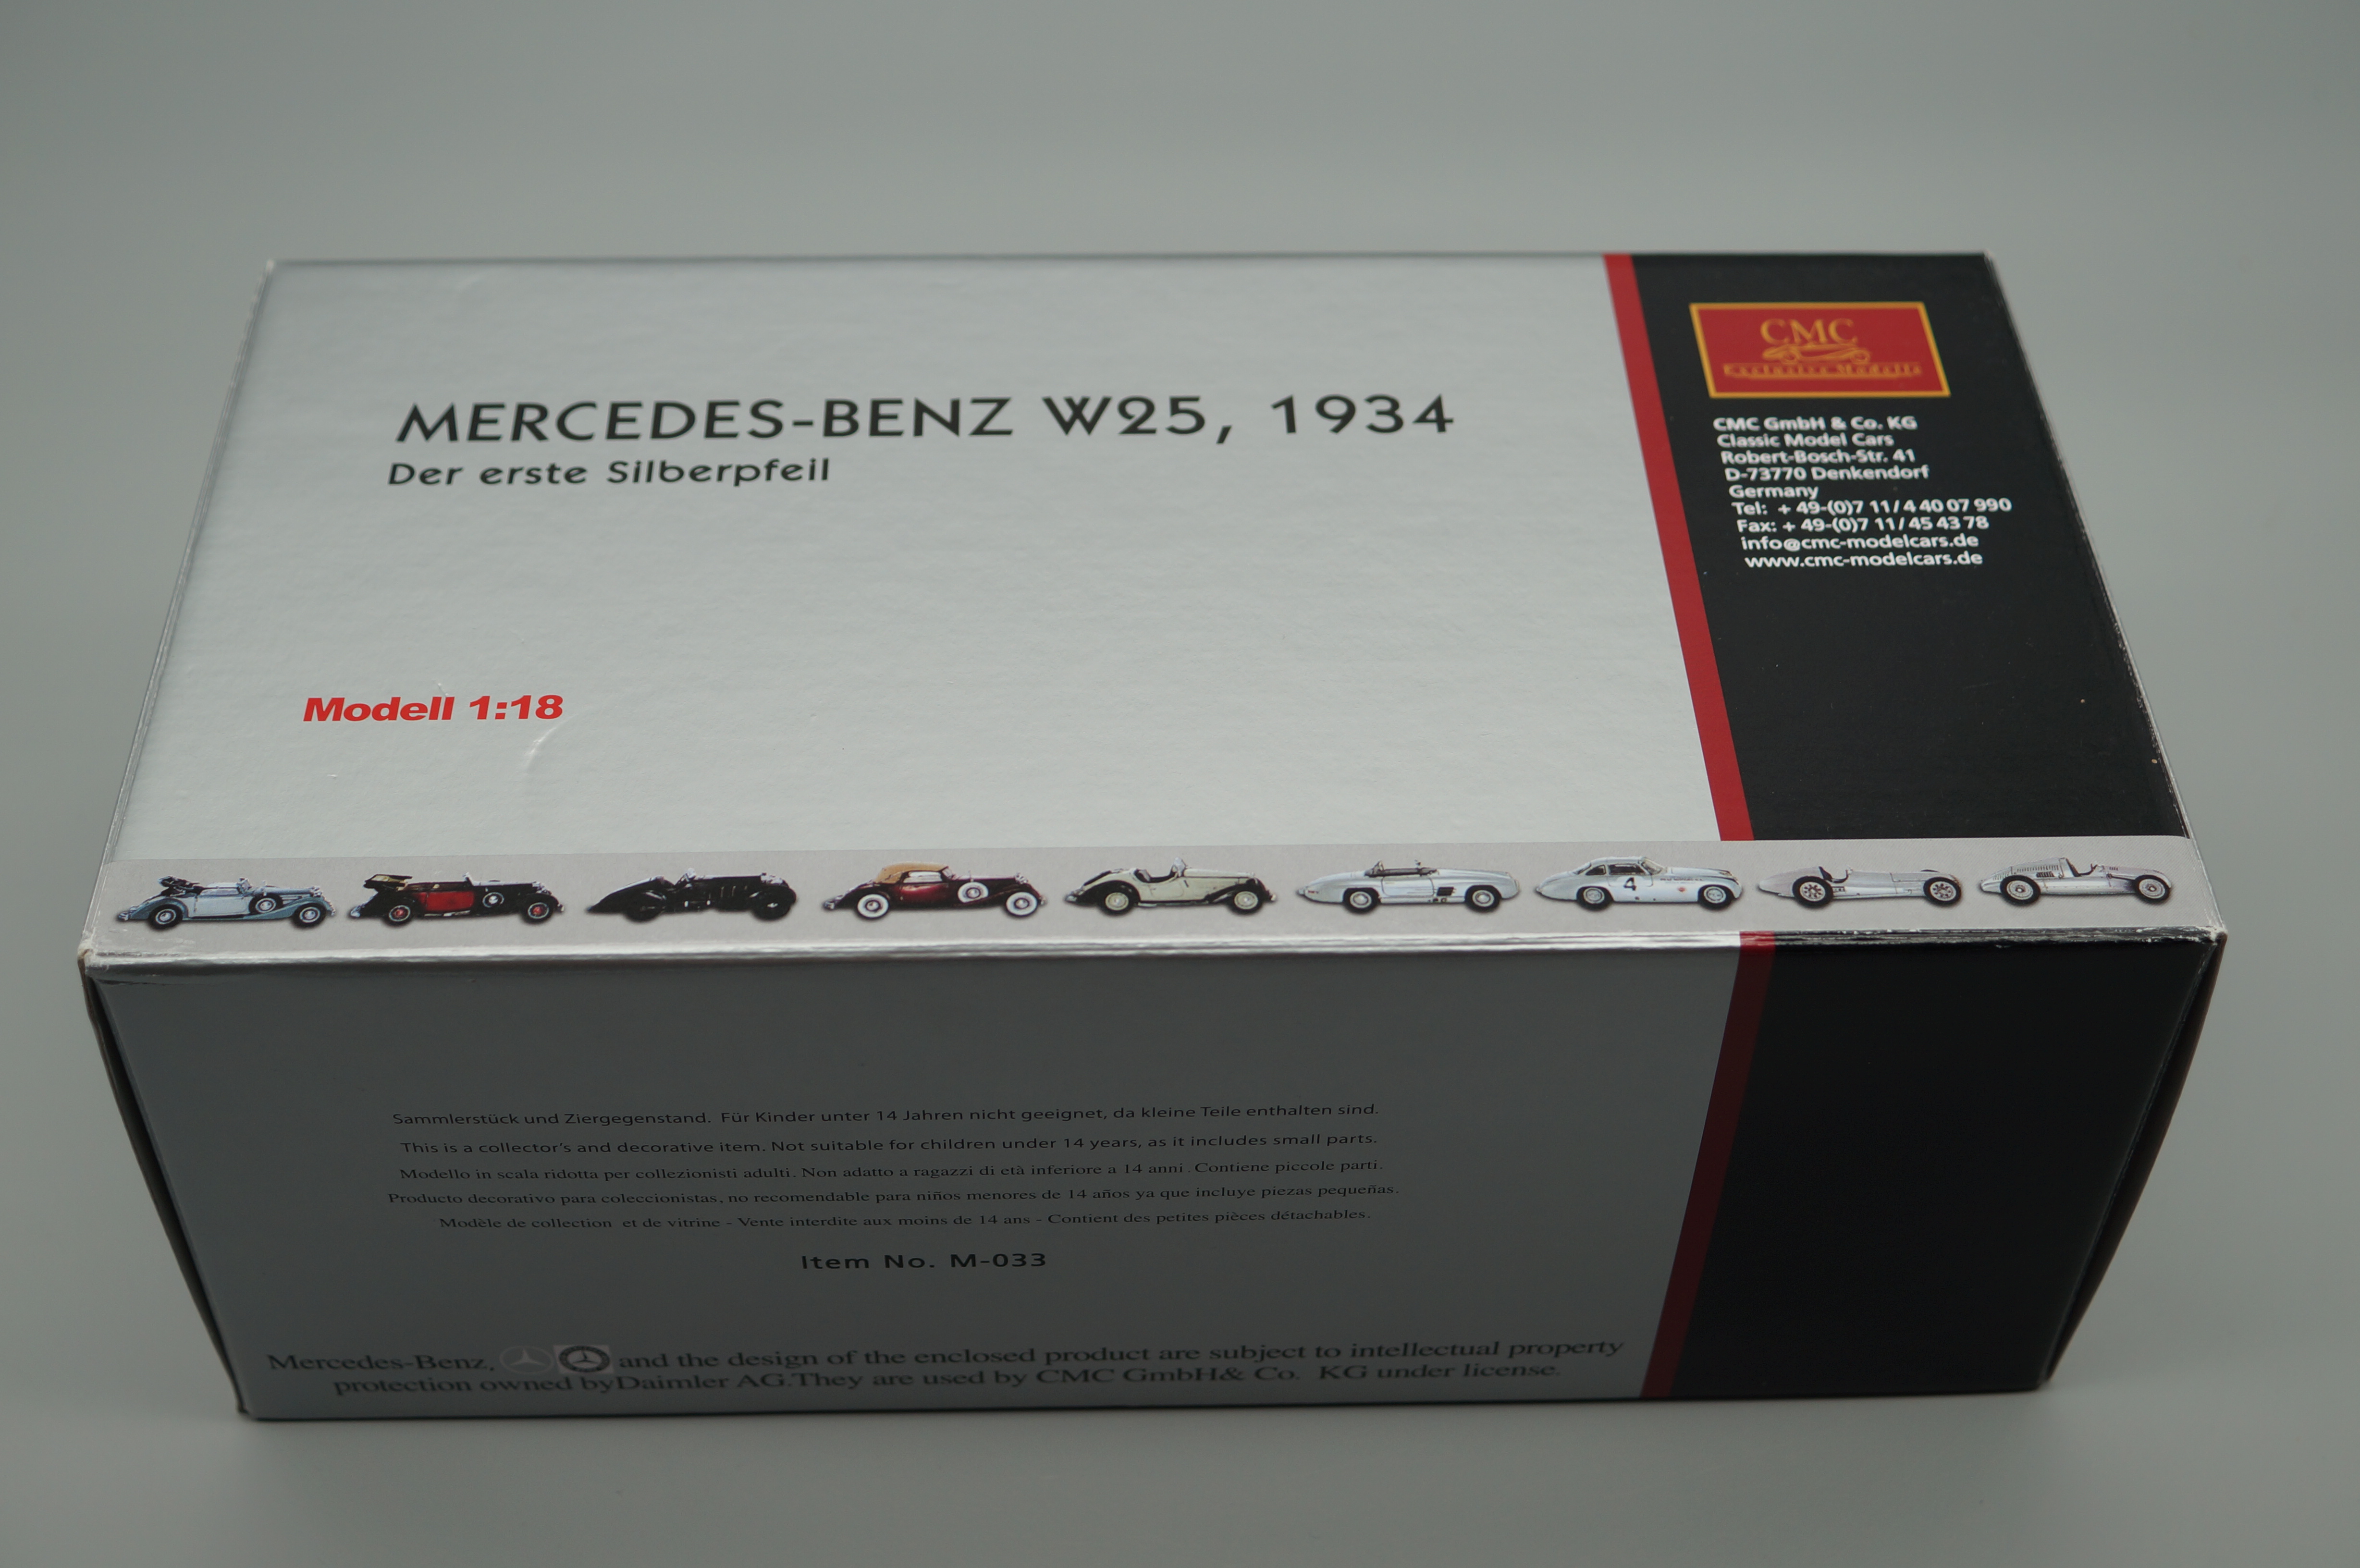 MERCEDES-BENZ W25, 1934
Der erste Silberpfeil
Modell 1:18
CMC
Exclusive Modelle
CMC GmbH & Co. KG
Classic Model Cars
Robert-Bosch-Str. 41
D-73770 Denkendorf
Germany
Tel: + 49-(0)7 11/4 40 07 990
Fax: + 49-(0)7 11/45 43 78
info@cmc-modelcars.de
www.cmc-modelcars.de
4
Sammlerstück und Ziergegenstand. Für Kinder unter 14 Jahren nicht geeignet, da kleine Teile enthalten sind.
This is a collector's and decorative item. Not suitable for children under 14 years, as it includes small parts.
Modello in scala ridotta per collezionisti adulti. Non adatto a ragazzi di età inferiore a 14 anni. Contiene piccole parti.
Producto decorativo para coleccionistas, no recomendable para niños menores de 14 años ya que incluye piezas pequeñas.
Modèle de collection et de vitrine - Vente interdite aux moins de 14 ans - Contient des petites pièces détachables.
Item No. M-033
Mercedes-Benz, and the design of the enclosed product are subject to intellectual property
protection owned byDaimler AG.They are used by CMC GmbH& Co. KG under license.